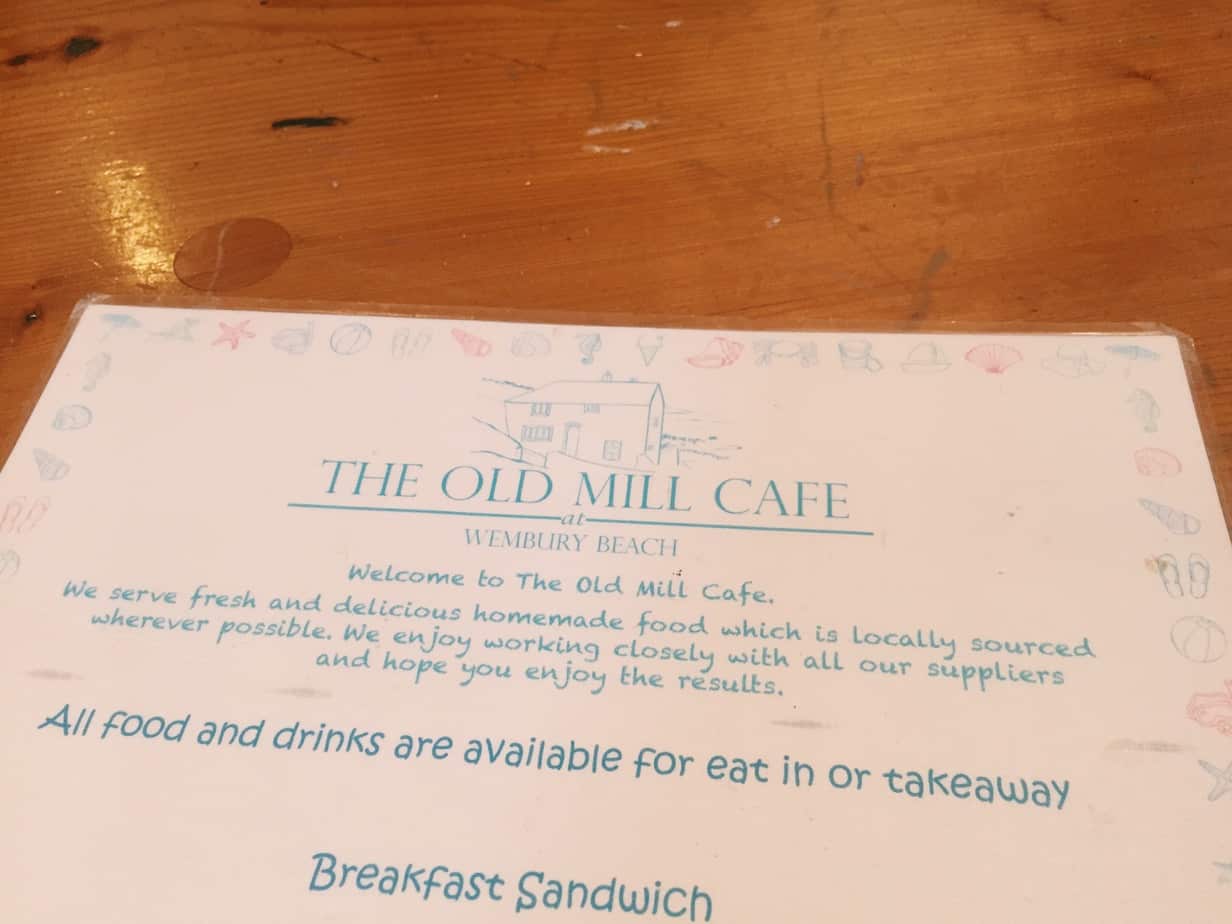 THE OLD MILL CAFE
at
WEMBURY BEACH
Welcome to The Old Mill Cafe.
We serve fresh and delicious homemade food which is locally sourced
wherever possible. We enjoy working closely with all our suppliers
and hope you enjoy the results.
All food and drinks are available for eat in or takeaway
Breakfast Sandwich